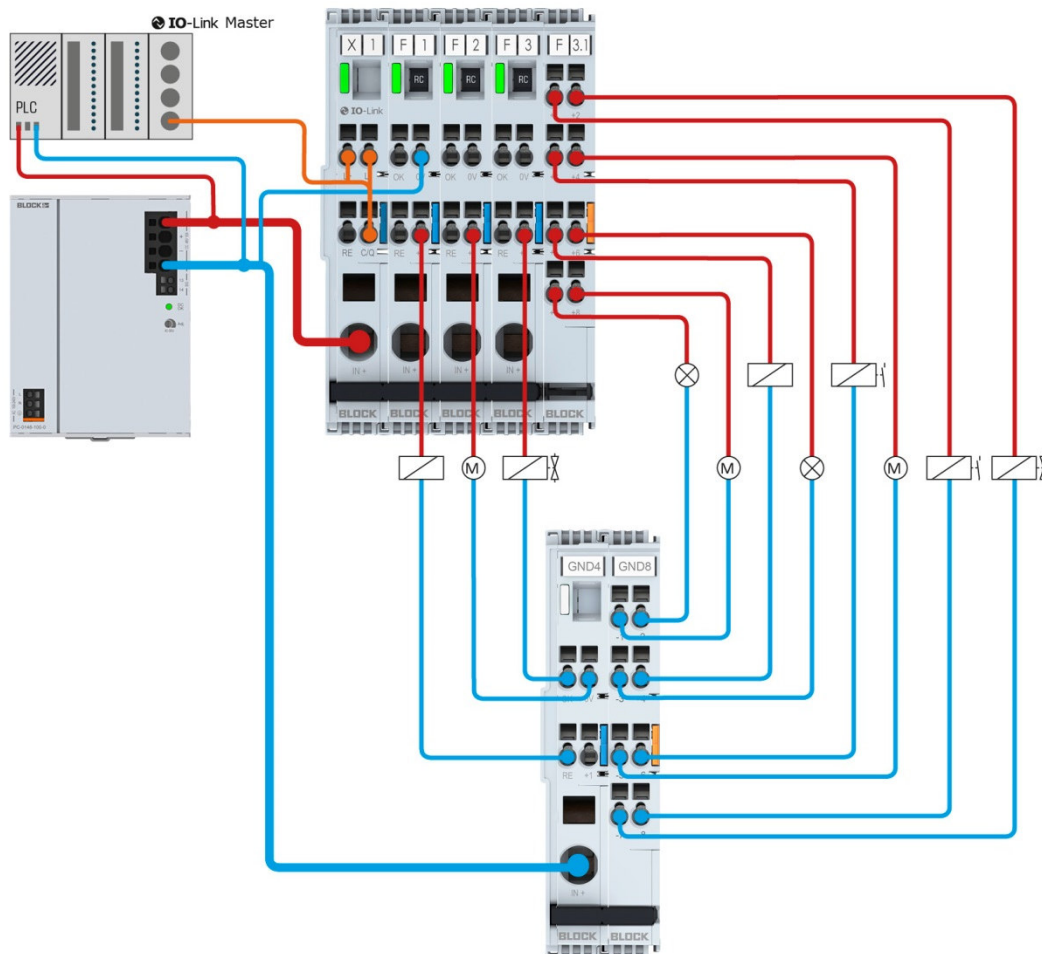 IO-Link Master
PLC
BLOCK
X 1 F 1 F 2 F 3 F 3.1
RC RC RC
IO-Link
+2
OK 0V OK 0V OK 0V +4
RE C/Q RE RE RE +6
+8
IN + IN + IN + IN +
BLOCK BLOCK BLOCK BLOCK BLOCK
M M M
GND4 GND8
RE +1
IN +
BLOCK BLOCK